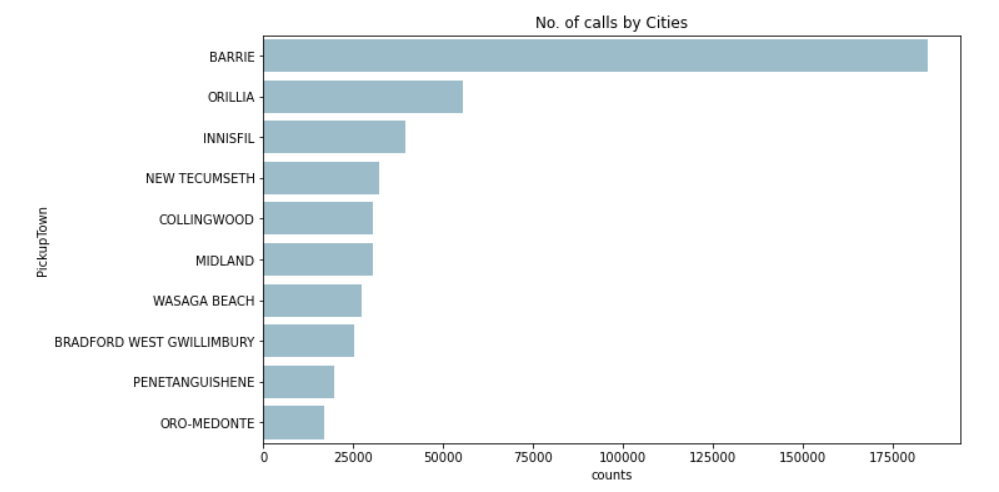 No. of calls by Cities
PickupTown
BARRIE
ORILLIA
INNISFIL
NEW TECUMSETH
COLLINGWOOD
MIDLAND
WASAGA BEACH
BRADFORD WEST GWILLIMBURY
PENETANGUISHENE
ORO-MEDONTE
0 25000 50000 75000 100000 125000 150000 175000
counts